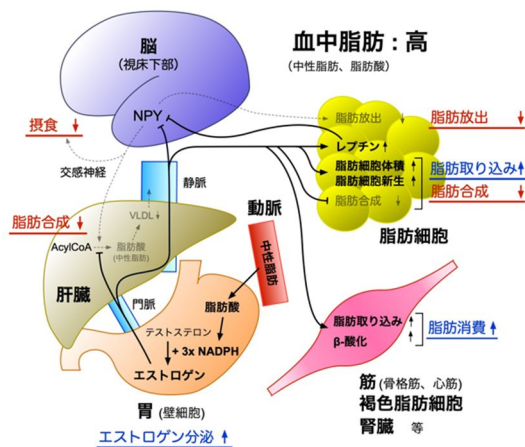 脳
(視床下部)
血中脂肪：高
(中性脂肪、脂肪酸)
NPY
摂食
交感神経
脂肪放出
レプチン
脂肪細胞体積
脂肪細胞新生
脂肪合成
脂肪細胞
脂肪放出
脂肪取り込み
脂肪合成
静脈
VLDL
脂肪合成
AcylCoA
脂肪酸
(中性脂肪)
肝臓
門脈
動脈
中性脂肪
脂肪酸
テストステロン
+ 3x NADPH
エストロゲン
胃 (壁細胞)
エストロゲン分泌
脂肪取り込み
β-酸化
脂肪消費
筋 (骨格筋、心筋)
褐色脂肪細胞
腎臓 等